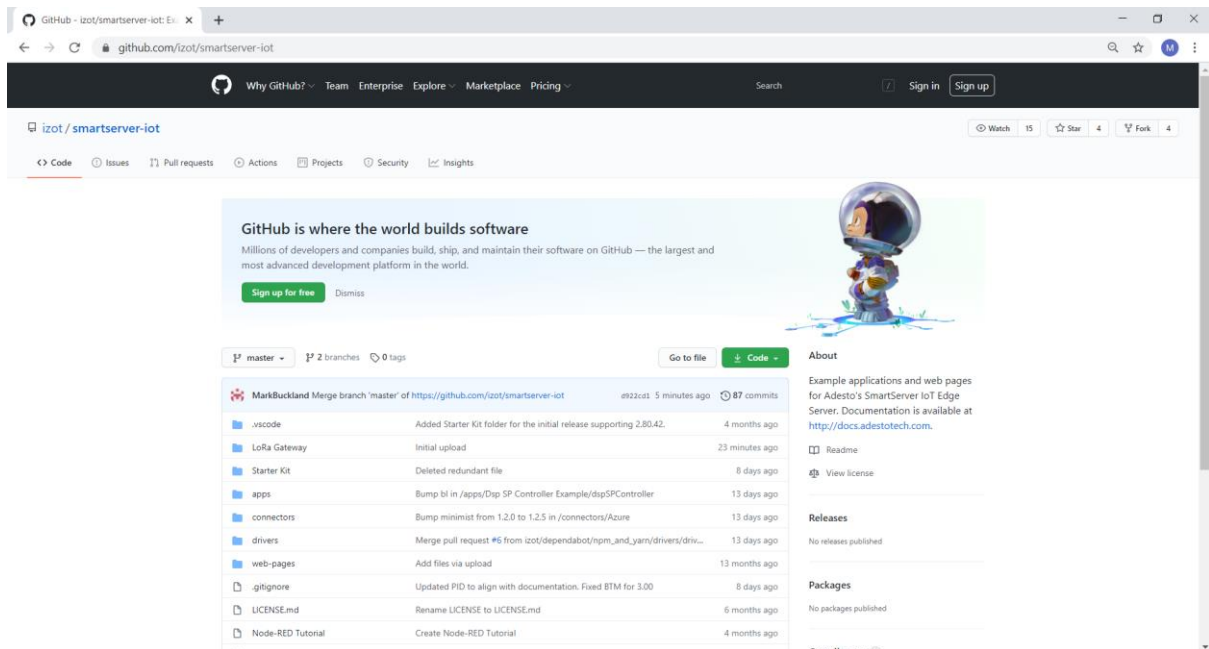 GitHub - izot/smartserver-iot: Ex
github.com/izot/smartserver-iot
M
Why GitHub? Team Enterprise Explore Marketplace Pricing Search / Sign in Sign up
izot / smartserver-iot Watch 15 Star 4 Fork 4
Code Issues Pull requests Actions Projects Security Insights
GitHub is where the world builds software
Millions of developers and companies build, ship, and maintain their software on GitHub — the largest and
most advanced development platform in the world.
Sign up for free Dismiss
master 2 branches 0 tags Go to file Code
MarkBuckland Merge branch 'master' of https://github.com/izot/smartserver-iot d922cd1 5 minutes ago 87 commits
.vscode Added Starter Kit folder for the initial release supporting 2.80.42. 4 months ago
LoRa Gateway Initial upload 23 minutes ago
Starter Kit Deleted redundant file 8 days ago
apps Bump bl in /apps/Dsp SP Controller Example/dspSPController 13 days ago
connectors Bump minimist from 1.2.0 to 1.2.5 in /connectors/Azure 13 days ago
drivers Merge pull request #6 from izot/dependabot/npm_and_yarn/drivers/driv... 13 days ago
web-pages Add files via upload 13 months ago
.gitignore Updated PID to align with documentation. Fixed BTM for 3.00 8 days ago
LICENSE.md Rename LICENSE to LICENSE.md 6 months ago
Node-RED Tutorial Create Node-RED Tutorial 4 months ago
About
Example applications and web pages
for Adesto's SmartServer IoT Edge
Server. Documentation is available at
http://docs.adestotech.com.
Readme
View license
Releases
No releases published
Packages
No packages published